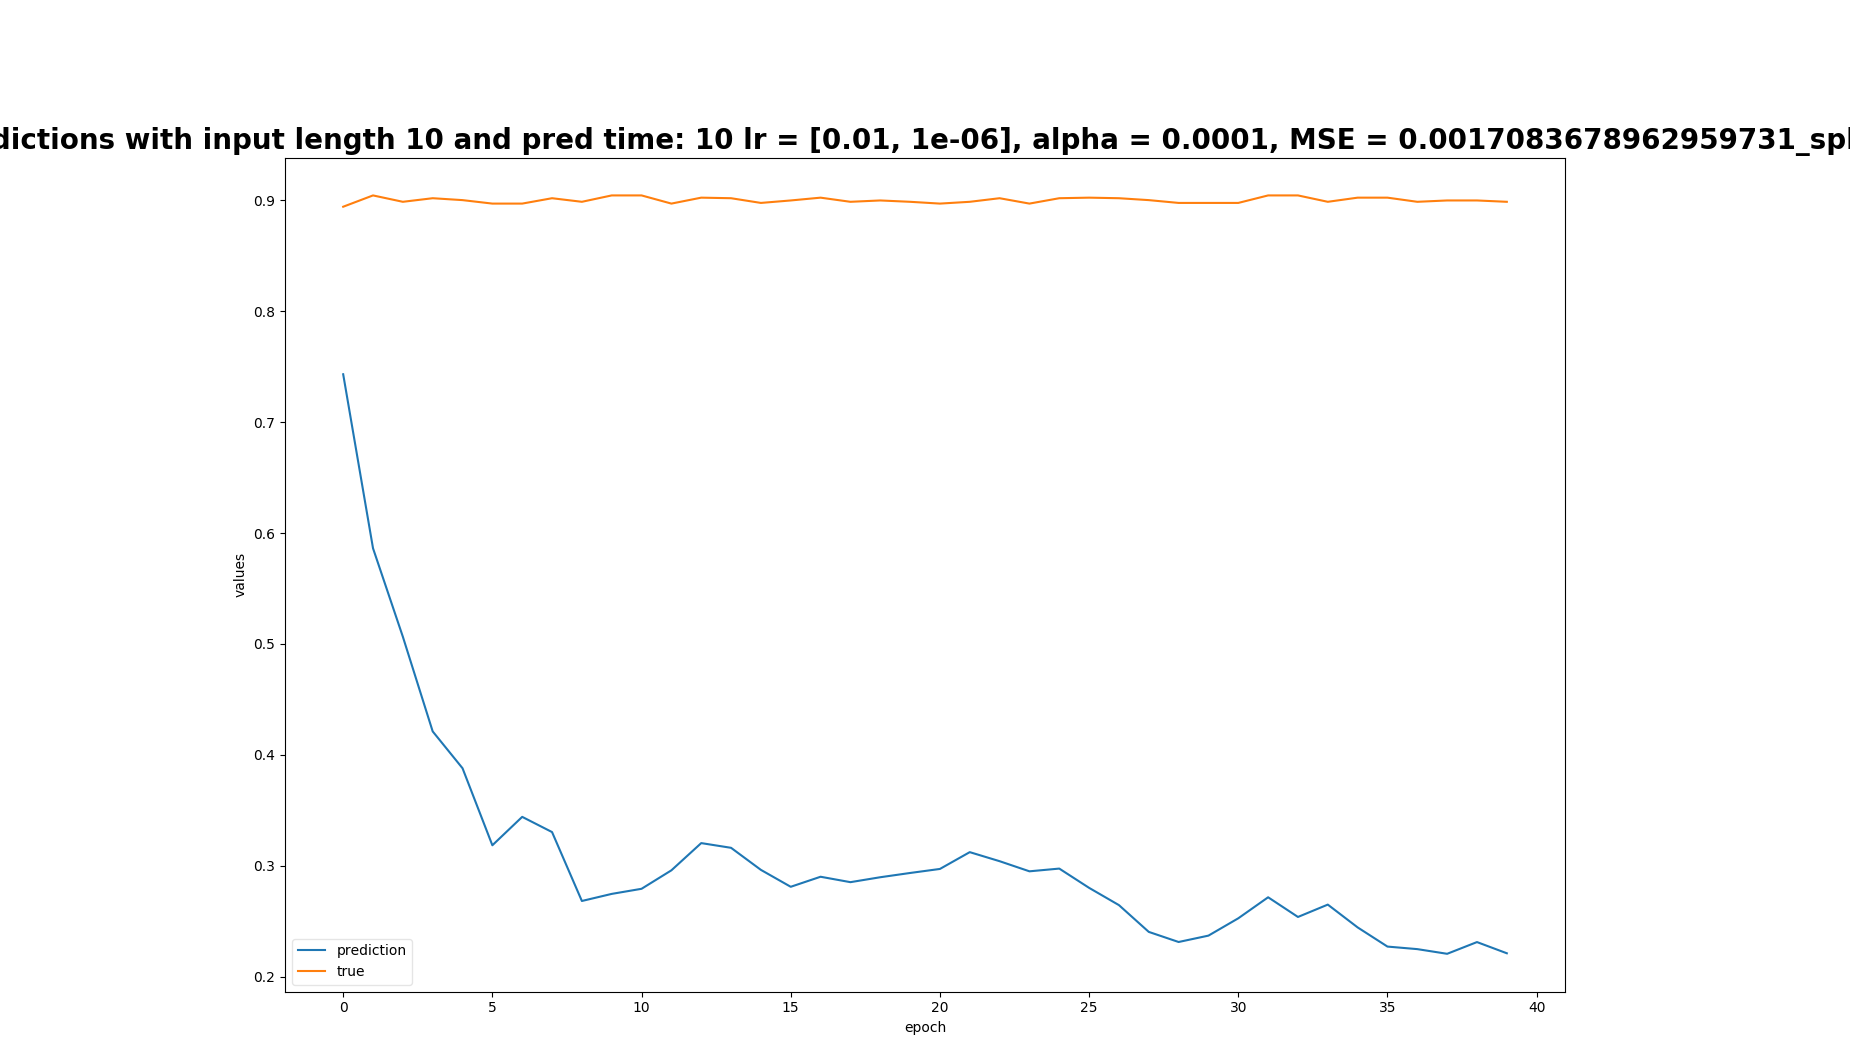 dictions with input length 10 and pred time: 10 lr = [0.01, 1e-06], alpha = 0.0001, MSE = 0.0017083678962959731_spl
0.9
0.8
0.7
0.6
0.5
0.4
0.3
0.2
values
prediction
true
0 5 10 15 20 25 30 35 40
epoch